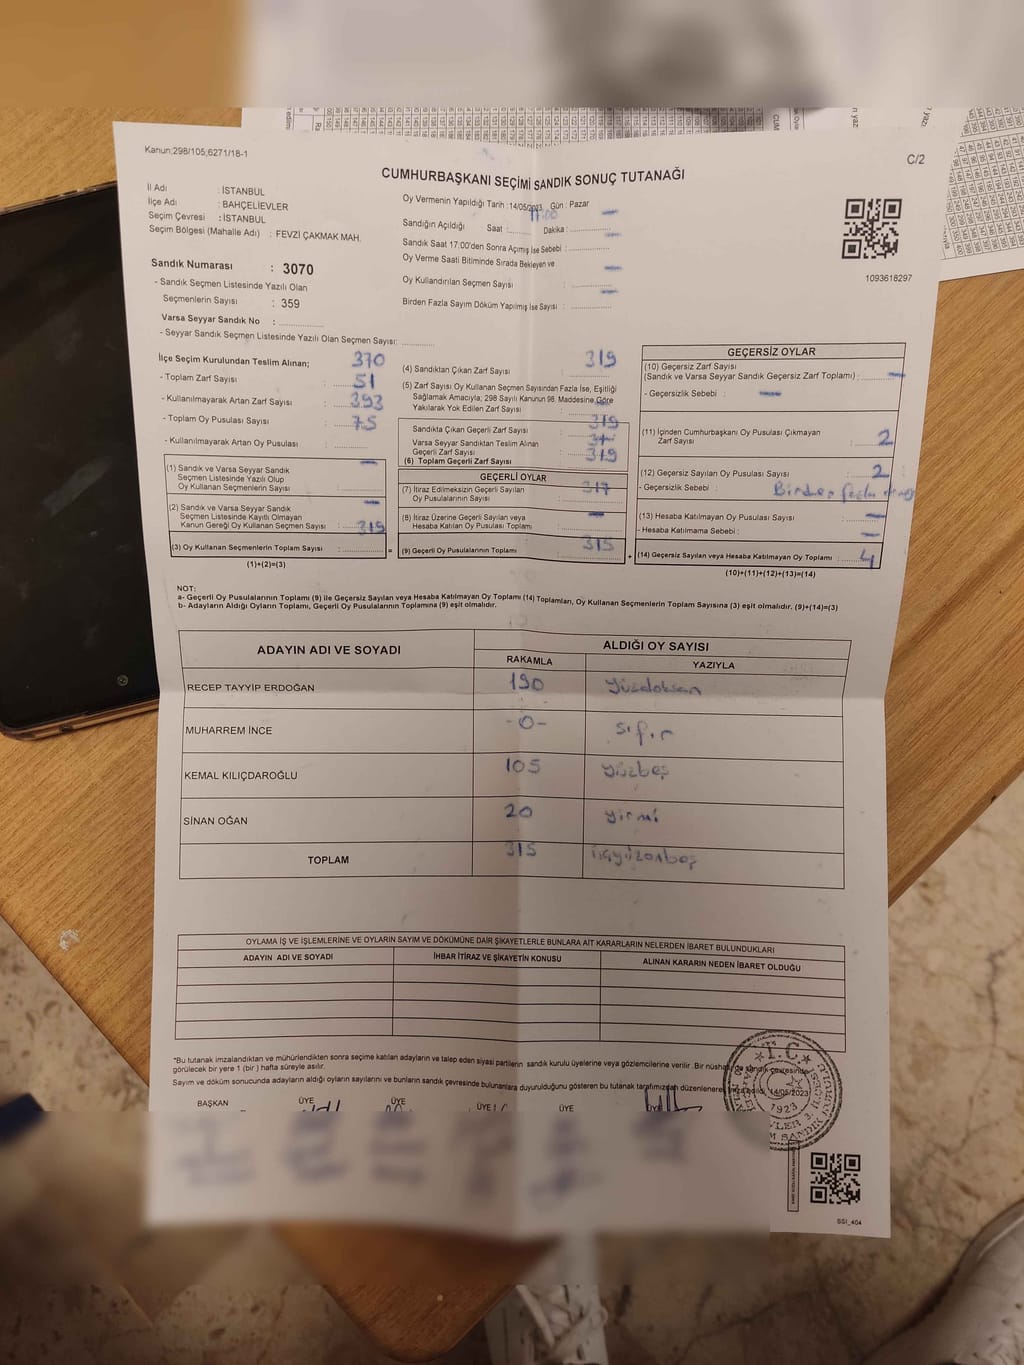 Kanun;298/105;6271/18-1
C/2
CUMHURBAŞKANI SEÇİMİ SANDIK SONUÇ TUTANAĞI
İl Adı : İSTANBUL
İlçe Adı : BAHÇELİEVLER
Seçim Çevresi : İSTANBUL
Seçim Bölgesi (Mahalle Adı) : FEVZİ ÇAKMAK MAH.
Sandık Numarası : 3070
- Sandık Seçmen Listesinde Yazılı Olan
Seçmenlerin Sayısı : 359
Varsa Seyyar Sandık No :
- Seyyar Sandık Seçmen Listesinde Yazılı Olan Seçmen Sayısı:
Oy Vermenin Yapıldığı Tarih :14/05/2023 Gün : Pazar
Sandığın Açıldığı Saat : 17:00 Dakika : —
Sandık Saat 17:00'den Sonra Açımış İse Sebebi : —
Oy Verme Saati Bitiminde Sırada Bekleyen ve
Oy Kullandırılan Seçmen Sayısı : —
Birden Fazla Sayım Döküm Yapılmış İse Sayısı : —
1093618297
İlçe Seçim Kurulundan Teslim Alınan;
- Toplam Zarf Sayısı : 370
- Kullanılmayarak Artan Zarf Sayısı : 51
- Toplam Oy Pusulası Sayısı : 393
- Kullanılmayarak Artan Oy Pusulası : 75
(1) Sandık ve Varsa Seyyar Sandık
Seçmen Listesinde Yazılı Olup
Oy Kullanan Seçmenlerin Sayısı : —
(2) Sandık ve Varsa Seyyar Sandık
Seçmen Listesinde Kayıtlı Olmayan
Kanun Gereği Oy Kullanan Seçmen Sayısı : —
(3) Oy Kullanan Seçmenlerin Toplam Sayısı : 319
(1)+(2)=(3)
(4) Sandıktan Çıkan Zarf Sayısı : 319
(5) Zarf Sayısı Oy Kullanan Seçmen Sayısından Fazla İse, Eşitliği
Sağlamak Amacıyla; 298 Sayılı Kanunun 98. Maddesine Göre
Yakılarak Yok Edilen Zarf Sayısı : —
Sandıkta Çıkan Geçerli Zarf Sayısı : 319
Varsa Seyyar Sandıktan Teslim Alınan
Geçerli Zarf Sayısı :
(6) Toplam Geçerli Zarf Sayısı : 319
GEÇERLİ OYLAR
(7) İtiraz Edilmeksizin Geçerli Sayılan
Oy Pusulalarının Sayısı : 317
(8) İtiraz Üzerine Geçerli Sayılan veya
Hesaba Katılan Oy Pusulası Toplamı : —
(9) Geçerli Oy Pusulalarının Toplamı : 315
GEÇERSİZ OYLAR
(10) Geçersiz Zarf Sayısı
(Sandık ve Varsa Seyyar Sandık Geçersiz Zarf Toplamı) : —
- Geçersizlik Sebebi : —
(11) İçinden Cumhurbaşkanı Oy Pusulası Çıkmayan
Zarf Sayısı : 2
(12) Geçersiz Sayılan Oy Pusulası Sayısı : 2
- Geçersizlik Sebebi : Birden fazla
(13) Hesaba Katılmayan Oy Pusulası Sayısı : —
- Hesaba Katılmama Sebebi : —
(14) Geçersiz Sayılan veya Hesaba Katılmayan Oy Toplamı : 4
(10)+(11)+(12)+(13)=(14)
NOT:
a- Geçerli Oy Pusulalarının Toplamı (9) ile Geçersiz Sayılan veya Hesaba Katılmayan Oy Toplamı (14) Toplamları, Oy Kullanan Seçmenlerin Toplam Sayısına (3) eşit olmalıdır. (9)+(14)=(3)
b- Adayların Aldığı Oyların Toplamı, Geçerli Oy Pusulalarının Toplamına (9) eşit olmalıdır.
ADAYIN ADI VE SOYADI
ALDIĞI OY SAYISI
RAKAMLA YAZIYLA
RECEP TAYYİP ERDOĞAN 190 Yüzdoksan
MUHARREM İNCE -0- Sıfır
KEMAL KILIÇDAROĞLU 105 Yüzbeş
SİNAN OĞAN 20 yirmi
TOPLAM 315 üçyüzonbeş
OYLAMA İŞ VE İŞLEMLERİNE VE OYLARIN SAYIM VE DÖKÜMÜNE DAİR ŞİKAYETLERLE BUNLARA AİT KARARLARIN NELERDEN İBARET BULUNDUKLARI
ADAYIN ADI VE SOYADI İHBAR İTİRAZ VE ŞİKAYETİN KONUSU ALINAN KARARIN NEDEN İBARET OLDUĞU
*Bu tutanak imzalandıktan ve mühürlendikten sonra seçime katılan adayların ve talep eden siyasi partilerin sandık kurulu üyelerine veya gözlemcilerine verilir. Bir nüshası da sandık çevresinde
görülecek bir yere 1 (bir ) hafta süreyle asılır.
Sayım ve döküm sonucunda adayların aldığı oyların sayılarını ve bunların sandık çevresinde bulunanlara duyurulduğunu gösteren bu tutanak tarafımızdan düzenlenerek imza edildi. 14/05/2023
BAŞKAN ÜYE ÜYE ÜYE ÜYE ÜYE
T.C.
1923
SSI_404